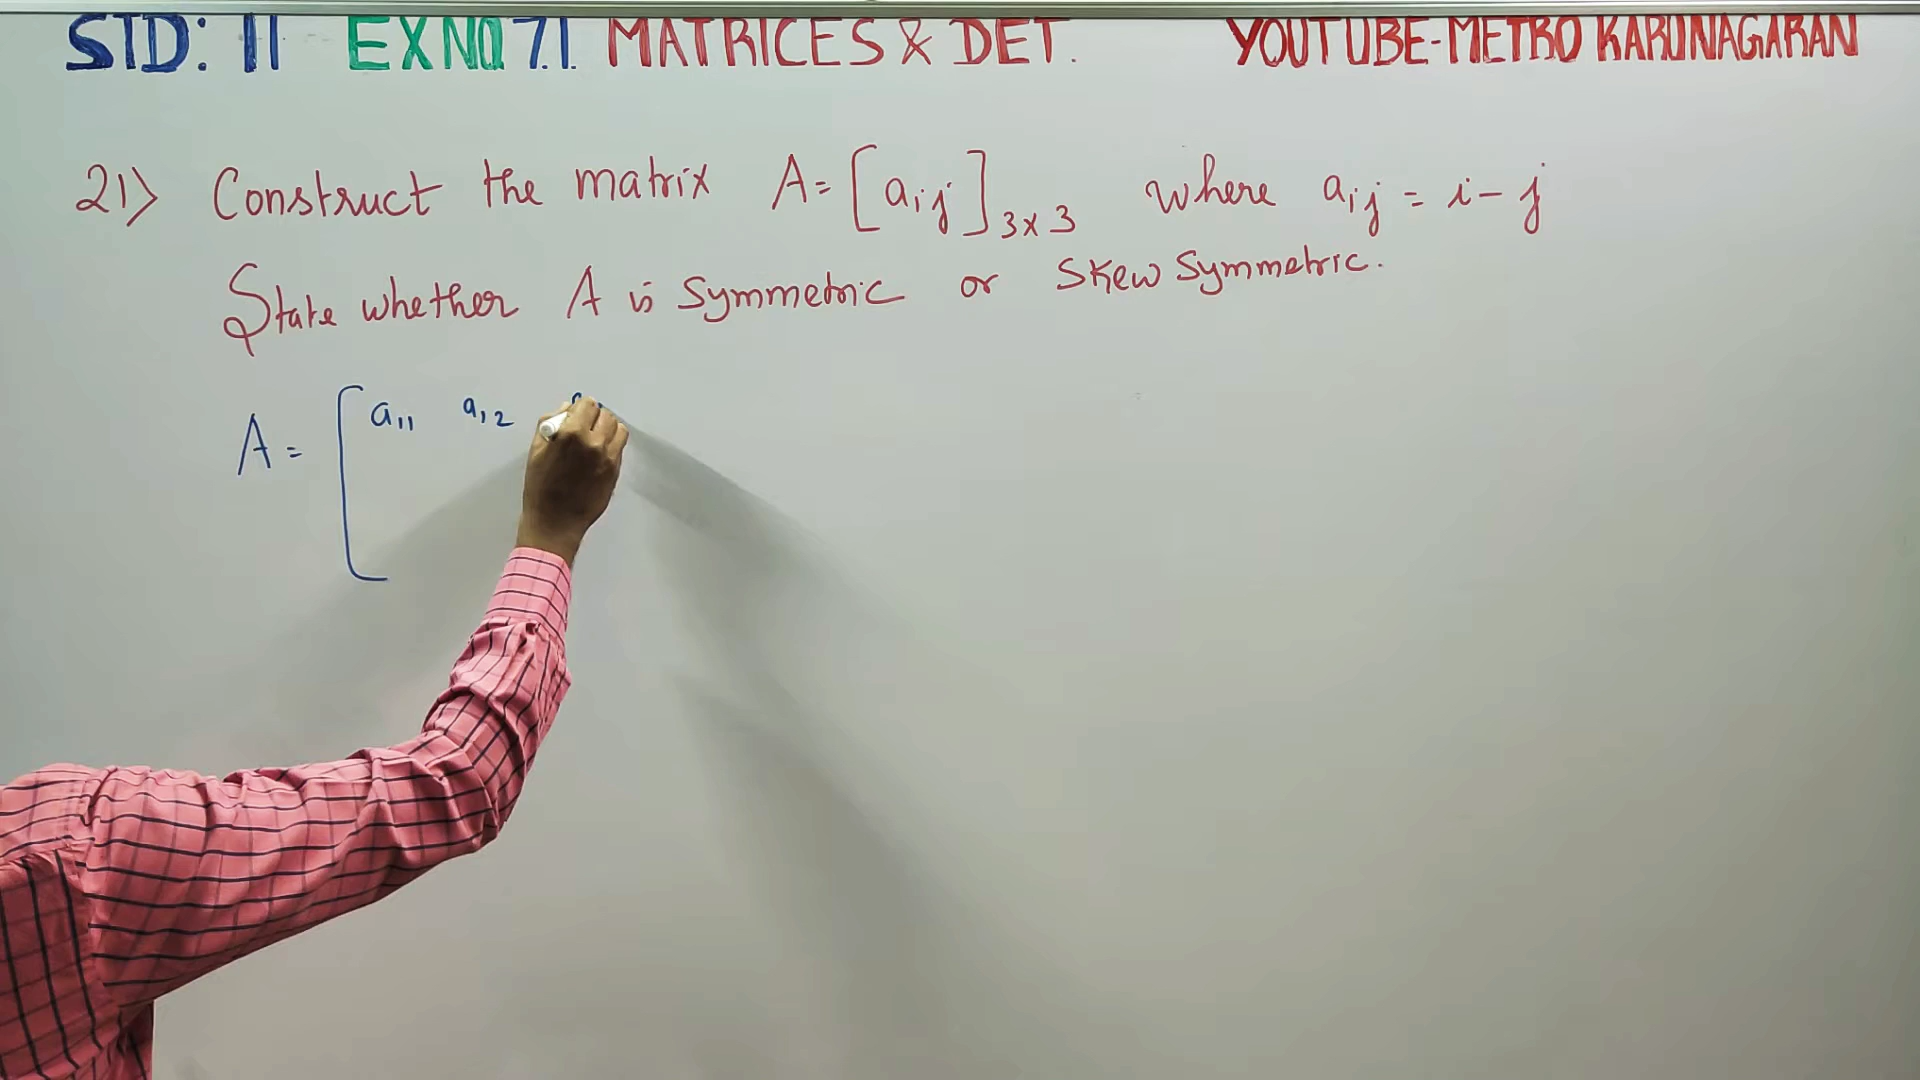 STD: 11 EX NO 7.1 MATRICES & DET. YOUTUBE-METRO KARUNAGARAN
21) Construct the matrix A = [aij]3x3 where aij = i - j
State whether A is Symmetric or Skew Symmetric.
A = [ a11 a12